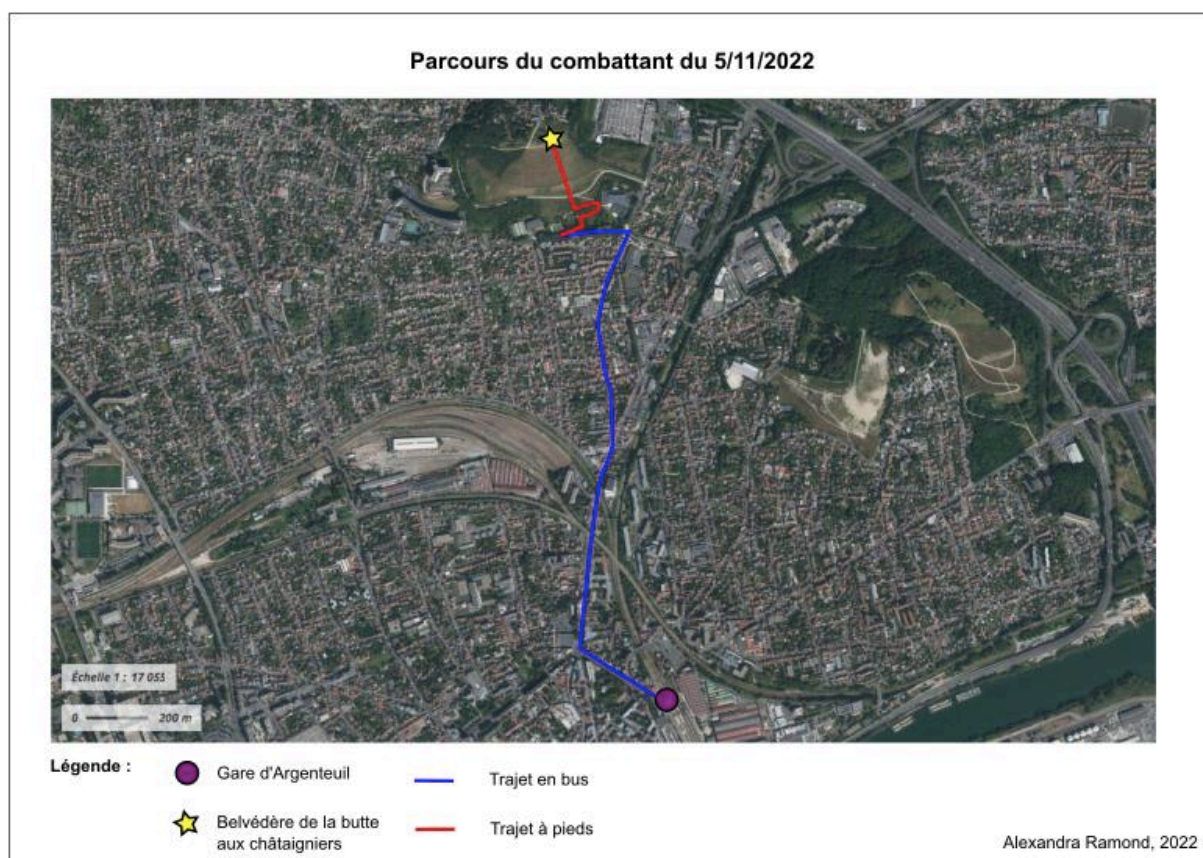 Parcours du combattant du 5/11/2022
Échelle 1 : 17 055
0 200 m
Légende :
Gare d'Argenteuil
Trajet en bus
Belvédère de la butte
aux châtaigniers
Trajet à pieds
Alexandra Ramond, 2022